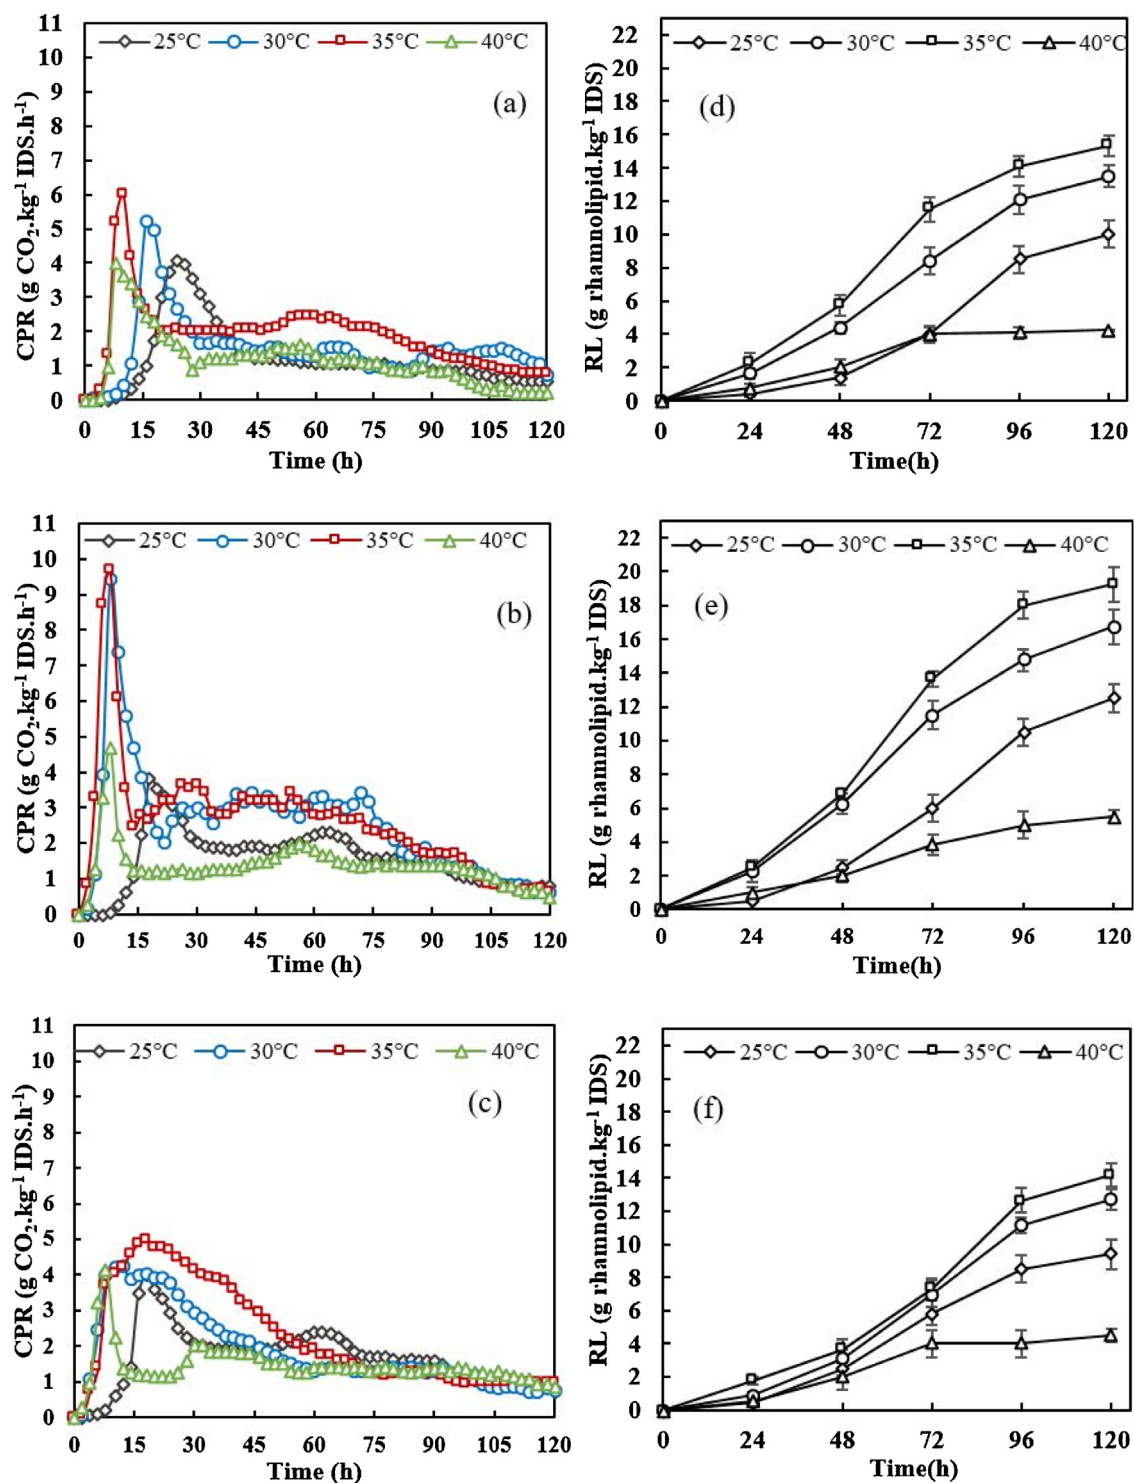 25°C 30°C 35°C 40°C
(a)
CPR (g CO₂.kg⁻¹ IDS.h⁻¹)
11
10
9
8
7
6
5
4
3
2
1
0
0 15 30 45 60 75 90 105 120
Time (h)
25°C 30°C 35°C 40°C
(d)
RL (g rhamnolipid.kg⁻¹ IDS)
22
20
18
16
14
12
10
8
6
4
2
0
0 24 48 72 96 120
Time(h)
25°C 30°C 35°C 40°C
(b)
CPR (g CO₂.kg⁻¹ IDS.h⁻¹)
11
10
9
8
7
6
5
4
3
2
1
0
0 15 30 45 60 75 90 105 120
Time (h)
25°C 30°C 35°C 40°C
(e)
RL (g rhamnolipid.kg⁻¹ IDS)
22
20
18
16
14
12
10
8
6
4
2
0
0 24 48 72 96 120
Time(h)
25°C 30°C 35°C 40°C
(c)
CPR (g CO₂.kg⁻¹ IDS.h⁻¹)
11
10
9
8
7
6
5
4
3
2
1
0
0 15 30 45 60 75 90 105 120
Time (h)
25°C 30°C 35°C 40°C
(f)
RL (g rhamnolipid.kg⁻¹ IDS)
22
20
18
16
14
12
10
8
6
4
2
0
0 24 48 72 96 120
Time(h)